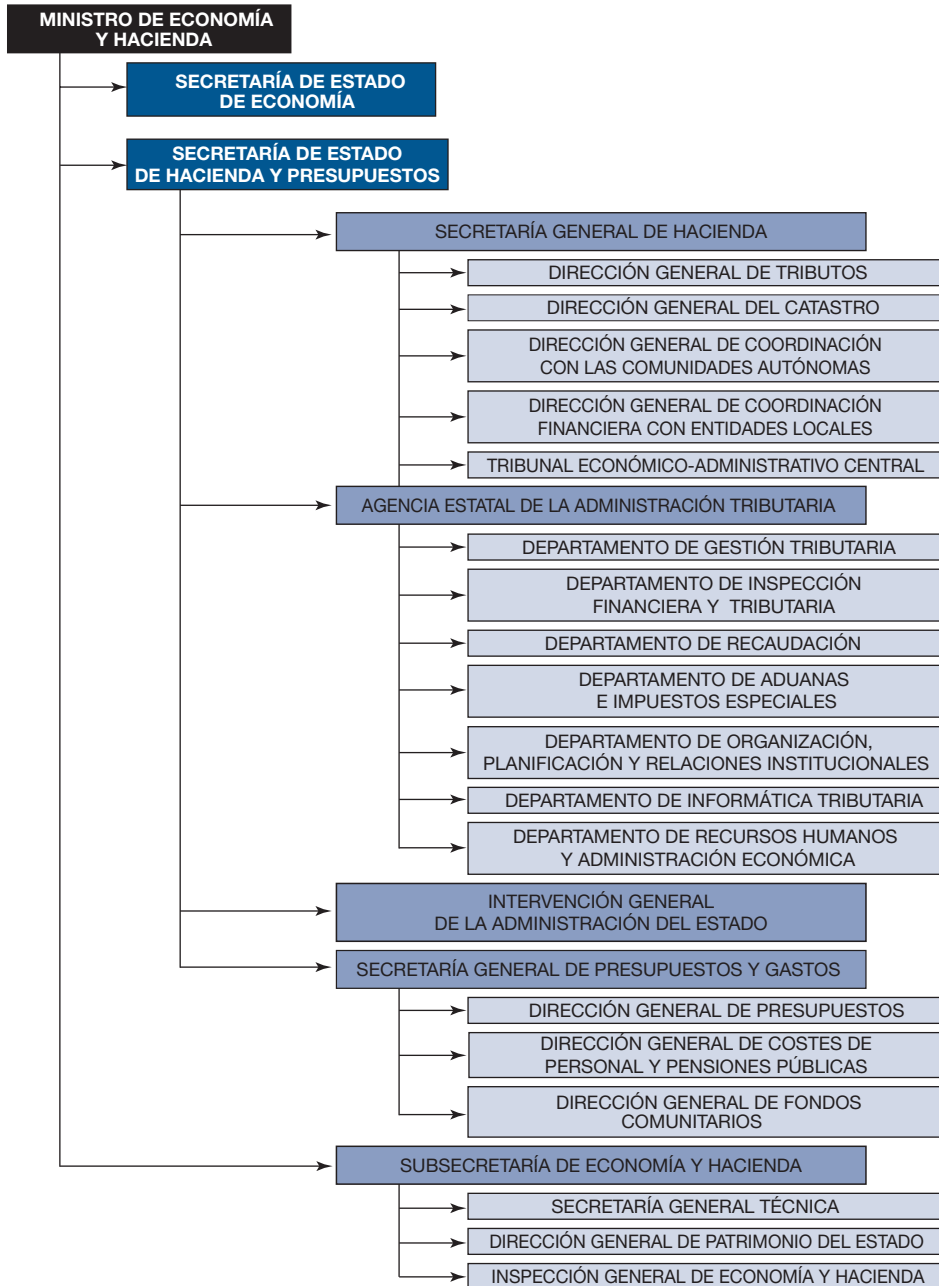 MINISTRO DE ECONOMÍA
Y HACIENDA
SECRETARÍA DE ESTADO
DE ECONOMÍA
SECRETARÍA DE ESTADO
DE HACIENDA Y PRESUPUESTOS
SECRETARÍA GENERAL DE HACIENDA
DIRECCIÓN GENERAL DE TRIBUTOS
DIRECCIÓN GENERAL DEL CATASTRO
DIRECCIÓN GENERAL DE COORDINACIÓN
CON LAS COMUNIDADES AUTÓNOMAS
DIRECCIÓN GENERAL DE COORDINACIÓN
FINANCIERA CON ENTIDADES LOCALES
TRIBUNAL ECONÓMICO-ADMINISTRATIVO CENTRAL
AGENCIA ESTATAL DE LA ADMINISTRACIÓN TRIBUTARIA
DEPARTAMENTO DE GESTIÓN TRIBUTARIA
DEPARTAMENTO DE INSPECCIÓN
FINANCIERA Y TRIBUTARIA
DEPARTAMENTO DE RECAUDACIÓN
DEPARTAMENTO DE ADUANAS
E IMPUESTOS ESPECIALES
DEPARTAMENTO DE ORGANIZACIÓN,
PLANIFICACIÓN Y RELACIONES INSTITUCIONALES
DEPARTAMENTO DE INFORMÁTICA TRIBUTARIA
DEPARTAMENTO DE RECURSOS HUMANOS
Y ADMINISTRACIÓN ECONÓMICA
INTERVENCIÓN GENERAL
DE LA ADMINISTRACIÓN DEL ESTADO
SECRETARÍA GENERAL DE PRESUPUESTOS Y GASTOS
DIRECCIÓN GENERAL DE PRESUPUESTOS
DIRECCIÓN GENERAL DE COSTES DE
PERSONAL Y PENSIONES PÚBLICAS
DIRECCIÓN GENERAL DE FONDOS
COMUNITARIOS
SUBSECRETARÍA DE ECONOMÍA Y HACIENDA
SECRETARÍA GENERAL TÉCNICA
DIRECCIÓN GENERAL DE PATRIMONIO DEL ESTADO
INSPECCIÓN GENERAL DE ECONOMÍA Y HACIENDA